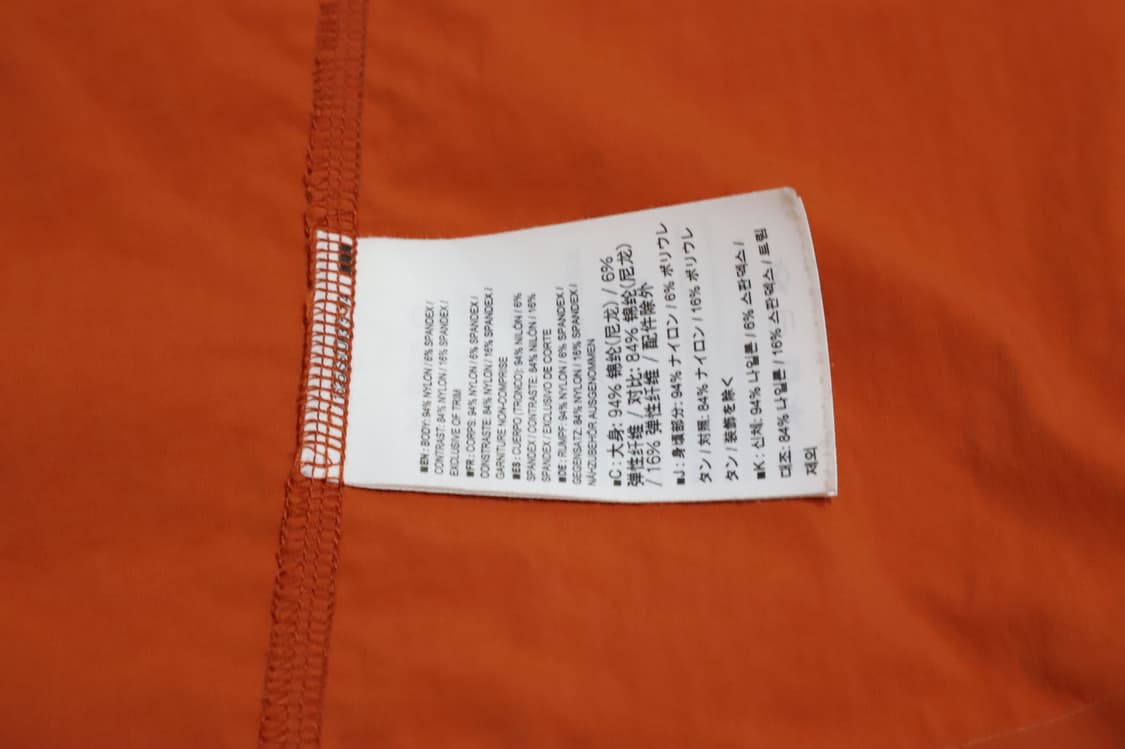 ■EN: BODY: 94% NYLON / 6% SPANDEX /
CONTRAST: 84% NYLON / 16% SPANDEX /
EXCLUSIVE OF TRIM
■FR: CORPS: 94% NYLON / 6% SPANDEX /
CONSTRASTE: 84% NYLON / 16% SPANDEX /
GARNITURE NON-COMPRISE
■ES: CUERPO (TRONCO): 94% NILÓN / 6%
SPANDEX / CONTRASTE: 84% NILÓN / 16%
SPANDEX / EXCLUSIVO DE CORTE
■DE: RUMPF 94% NYLON / 6% SPANDEX /
GEGENSATZ: 84% NYLON / 16% SPANDEX /
NÄHZUBEHÖR AUSGENOMMEN
■C: 大身: 94% 锦纶(尼龙) / 6%
弹性纤维 / 对比: 84% 锦纶(尼龙)
/ 16% 弹性纤维 / 配件除外
■J: 身頃部分: 94% ナイロン / 6% ポリウレ
タン / 対照: 84% ナイロン / 16% ポリウレ
タン / 装飾を除く
■K: 신체: 94% 나일론 / 6% 스판덱스 /
대조: 84% 나일론 / 16% 스판덱스 / 트림
제외